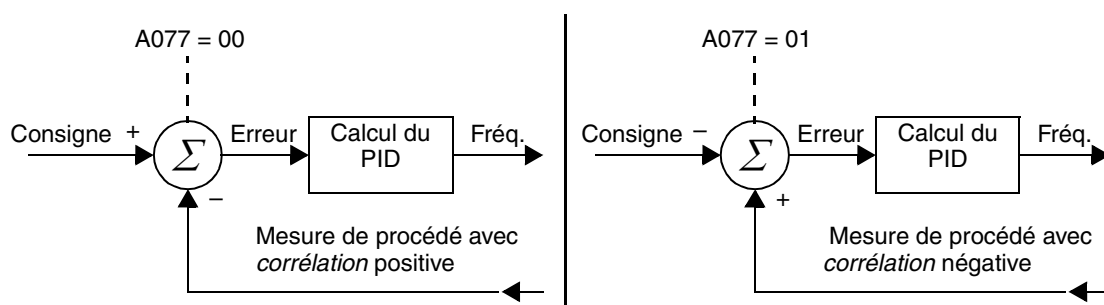 A077 = 00
Consigne +
Σ
Erreur
Calcul du
PID
Fréq.
–
Mesure de procédé avec
corrélation positive
A077 = 01
Consigne –
Σ
Erreur
Calcul du
PID
Fréq.
+
Mesure de procédé avec
corrélation négative